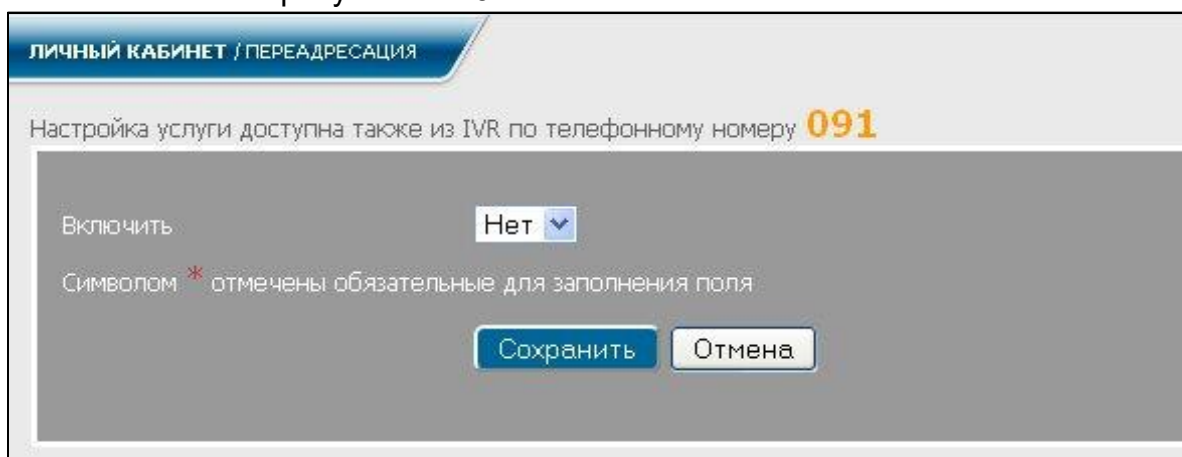 ЛИЧНЫЙ КАБИНЕТ / ПЕРЕАДРЕСАЦИЯ
Настройка услуги доступна также из IVR по телефонному номеру 091
Включить Нет
Символом * отмечены обязательные для заполнения поля
Сохранить Отмена